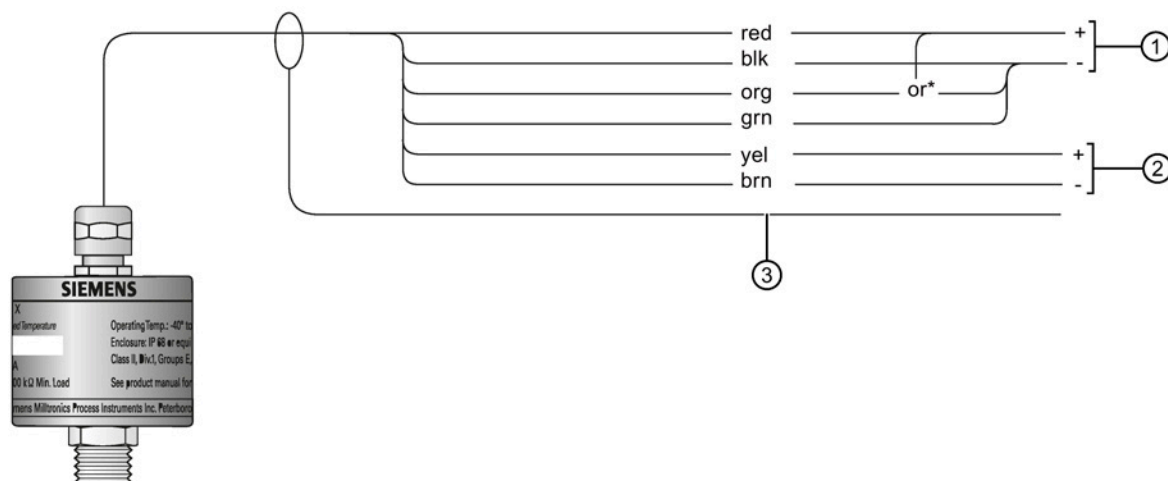 red +
blk - 1
org or*
grn
yel +
brn - 2
3
SIEMENS
X
ed Temperature Operating Temp.: -40° to
Enclosure: IP 68 or equi
A Class II, Div.1, Groups E,
00 kΩ Min. Load See product manual for
mens Milltronics Process Instruments Inc. Peterboro